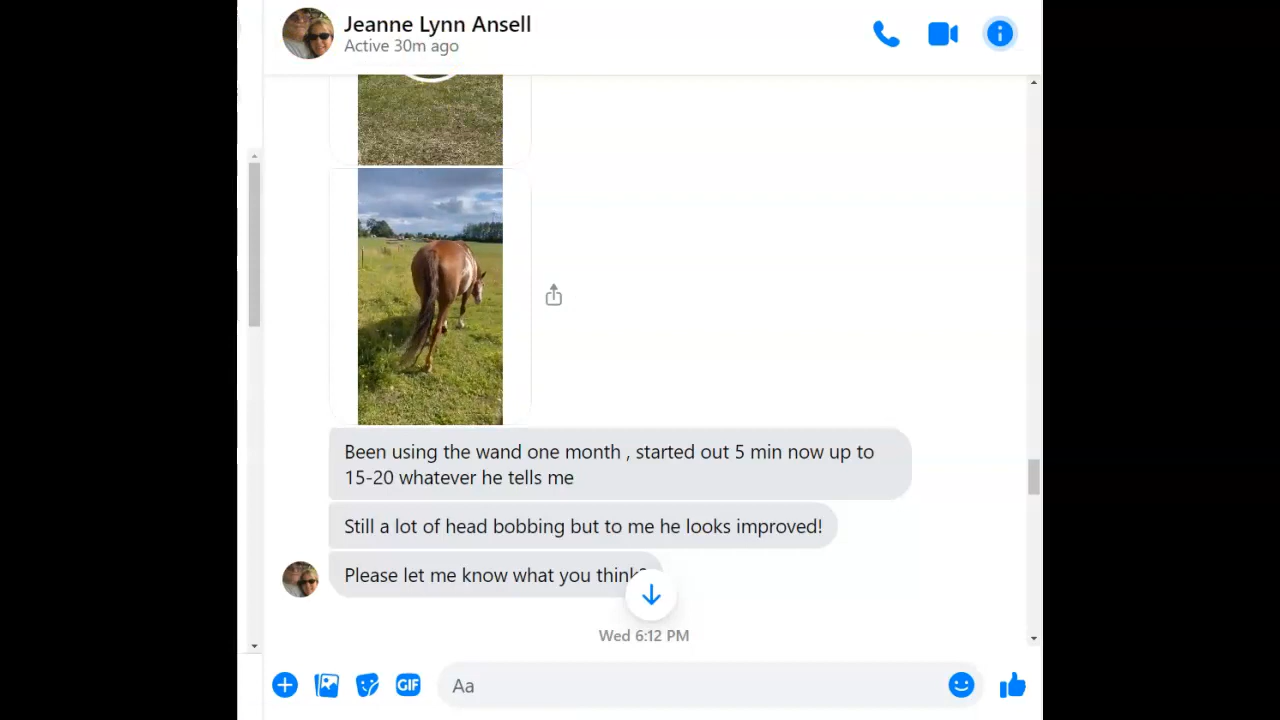 Jeanne Lynn Ansell
Active 30m ago
Been using the wand one month , started out 5 min now up to
15-20 whatever he tells me
Still a lot of head bobbing but to me he looks improved!
Please let me know what you think?
Wed 6:12 PM
GIF
Aa